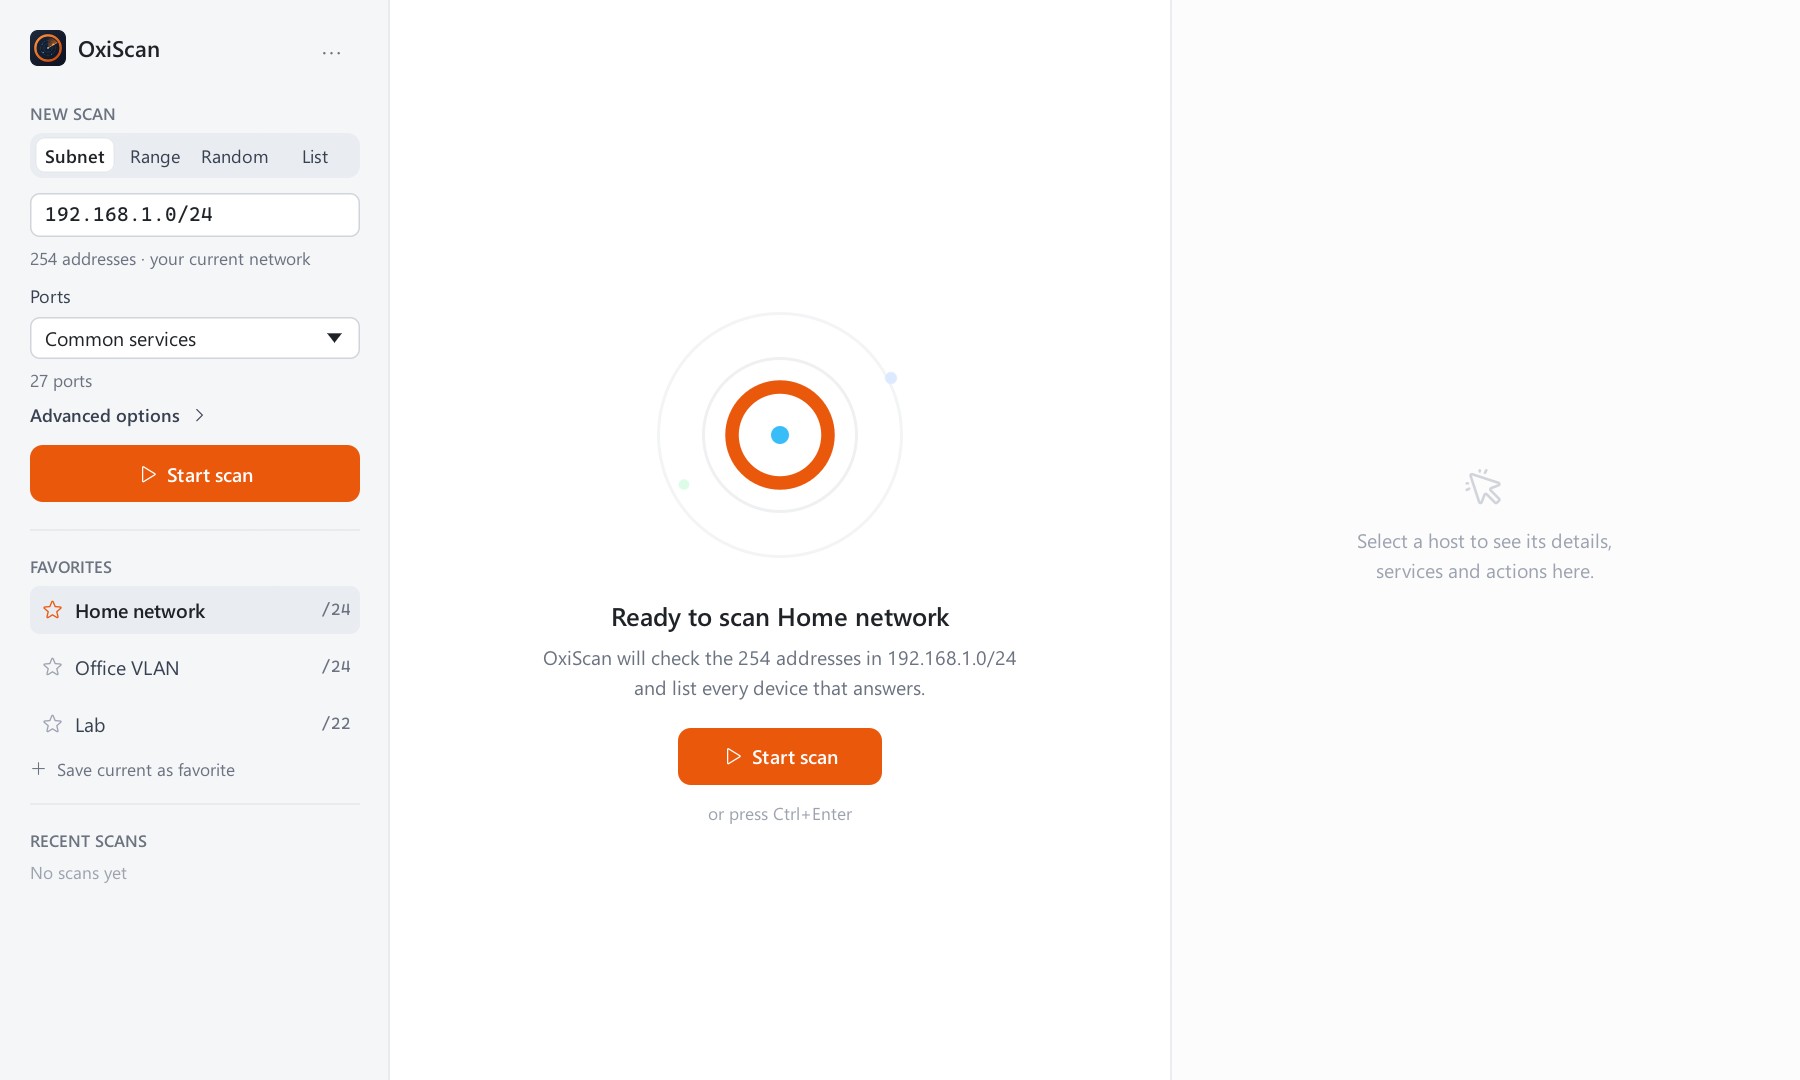 OxiScan
...
NEW SCAN
Subnet Range Random List
192.168.1.0/24
254 addresses · your current network
Ports
Common services
27 ports
Advanced options
Start scan
FAVORITES
Home network /24
Office VLAN /24
Lab /22
+ Save current as favorite
RECENT SCANS
No scans yet
Ready to scan Home network
OxiScan will check the 254 addresses in 192.168.1.0/24
and list every device that answers.
Start scan
or press Ctrl+Enter
Select a host to see its details,
services and actions here.